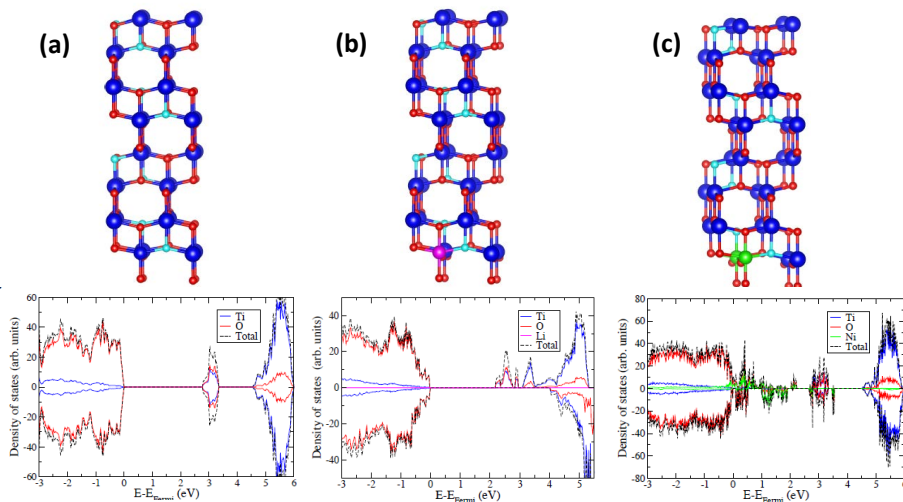 (a)
(b)
(c)
Density of states (arb. units)
60
40
20
0
-20
-40
-60
Ti
O
Total
-3 -2 -1 0 1 2 3 4 5 6
E-E_Fermi (eV)
Density of states (arb. units)
40
20
0
-20
-40
Ti
O
Li
Total
-3 -2 -1 0 1 2 3 4 5
E-E_Fermi (eV)
Density of states (arb. units)
80
60
40
20
0
-20
-40
-60
-80
Ti
O
Ni
Total
-3 -2 -1 0 1 2 3 4 5 6
E-E_Fermi (eV)